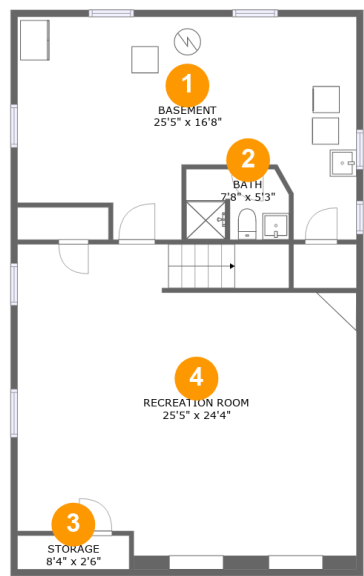 1
BASEMENT
25'5" x 16'8"
2
BATH
7'8" x 5'3"
4
RECREATION ROOM
25'5" x 24'4"
3
STORAGE
8'4" x 2'6"